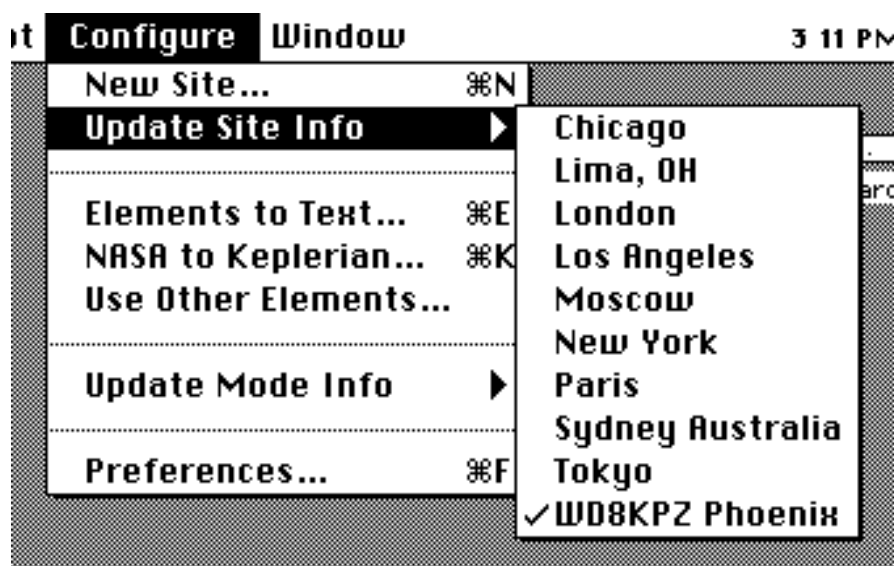 ot Configure Window 3 11 PM
New Site... ⌘N
Update Site Info ▶
Elements to Text... ⌘E
NASA to Keplerian... ⌘K
Use Other Elements...
Update Mode Info ▶
Preferences... ⌘F
Chicago
Lima, OH
London
Los Angeles
Moscow
New York
Paris
Sydney Australia
Tokyo
✓WD8KPZ Phoenix